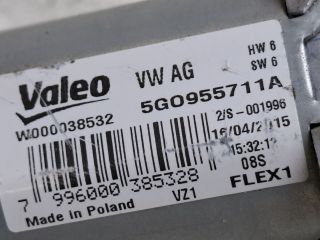 Valeo VW AG HW 6
SW 6
5G0955711A
W000038532 2/S-001996
16/04/2015
15:32:12
08S
7 996000 385328 FLEX1
Made in Poland VZ1